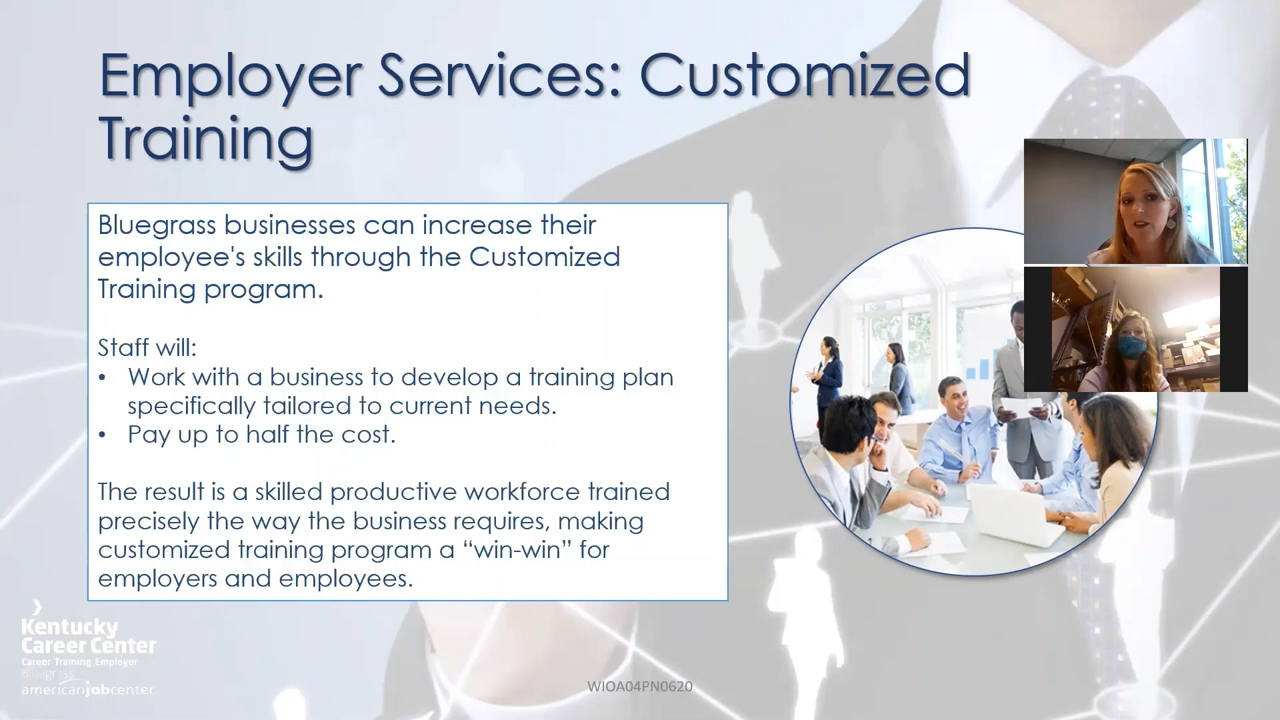 Employer Services: Customized
Training
Bluegrass businesses can increase their
employee's skills through the Customized
Training program.
Staff will:
• Work with a business to develop a training plan
specifically tailored to current needs.
• Pay up to half the cost.
The result is a skilled productive workforce trained
precisely the way the business requires, making
customized training program a “win-win” for
employers and employees.
Kentucky
Career Center
Career Training Employer
Bluegrass
americanjobcenter
WIOA04PN0620